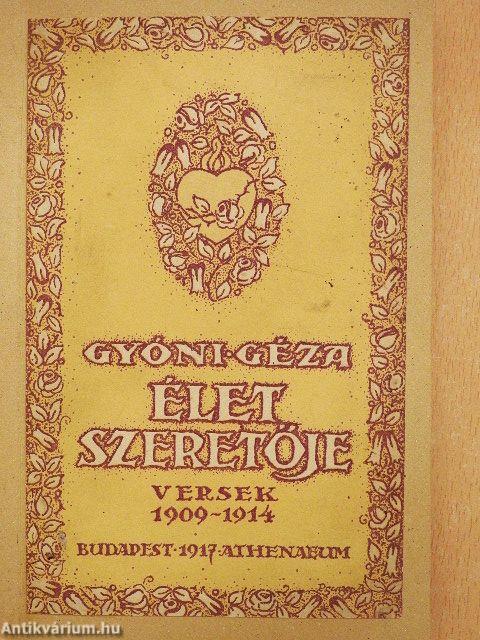 GYÓNI·GÉZA
ÉLET
SZERETŐJE
VERSEK
1909-1914
BUDAPEST·1917·ATHENAEUM
Antikvárium.hu